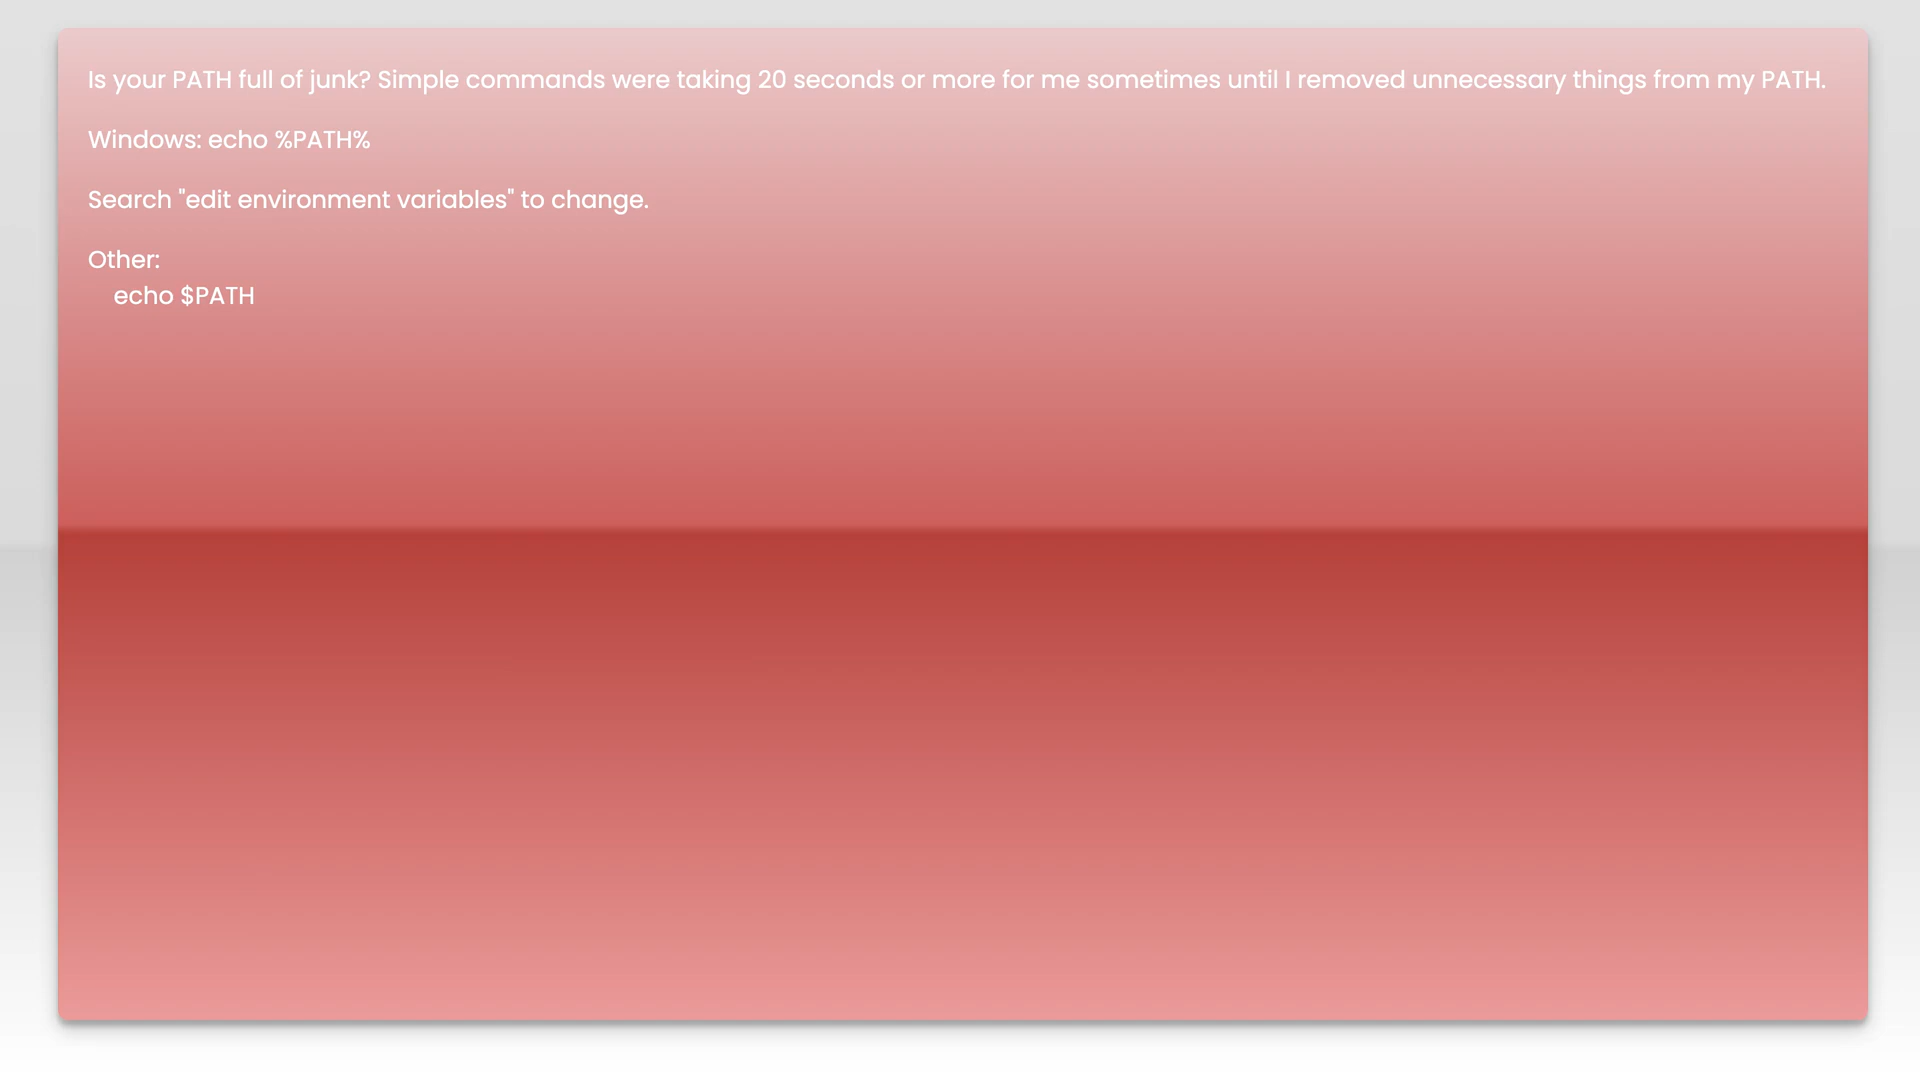 Is your PATH full of junk? Simple commands were taking 20 seconds or more for me sometimes until I removed unnecessary things from my PATH.
Windows: echo %PATH%
Search "edit environment variables" to change.
Other:
echo $PATH